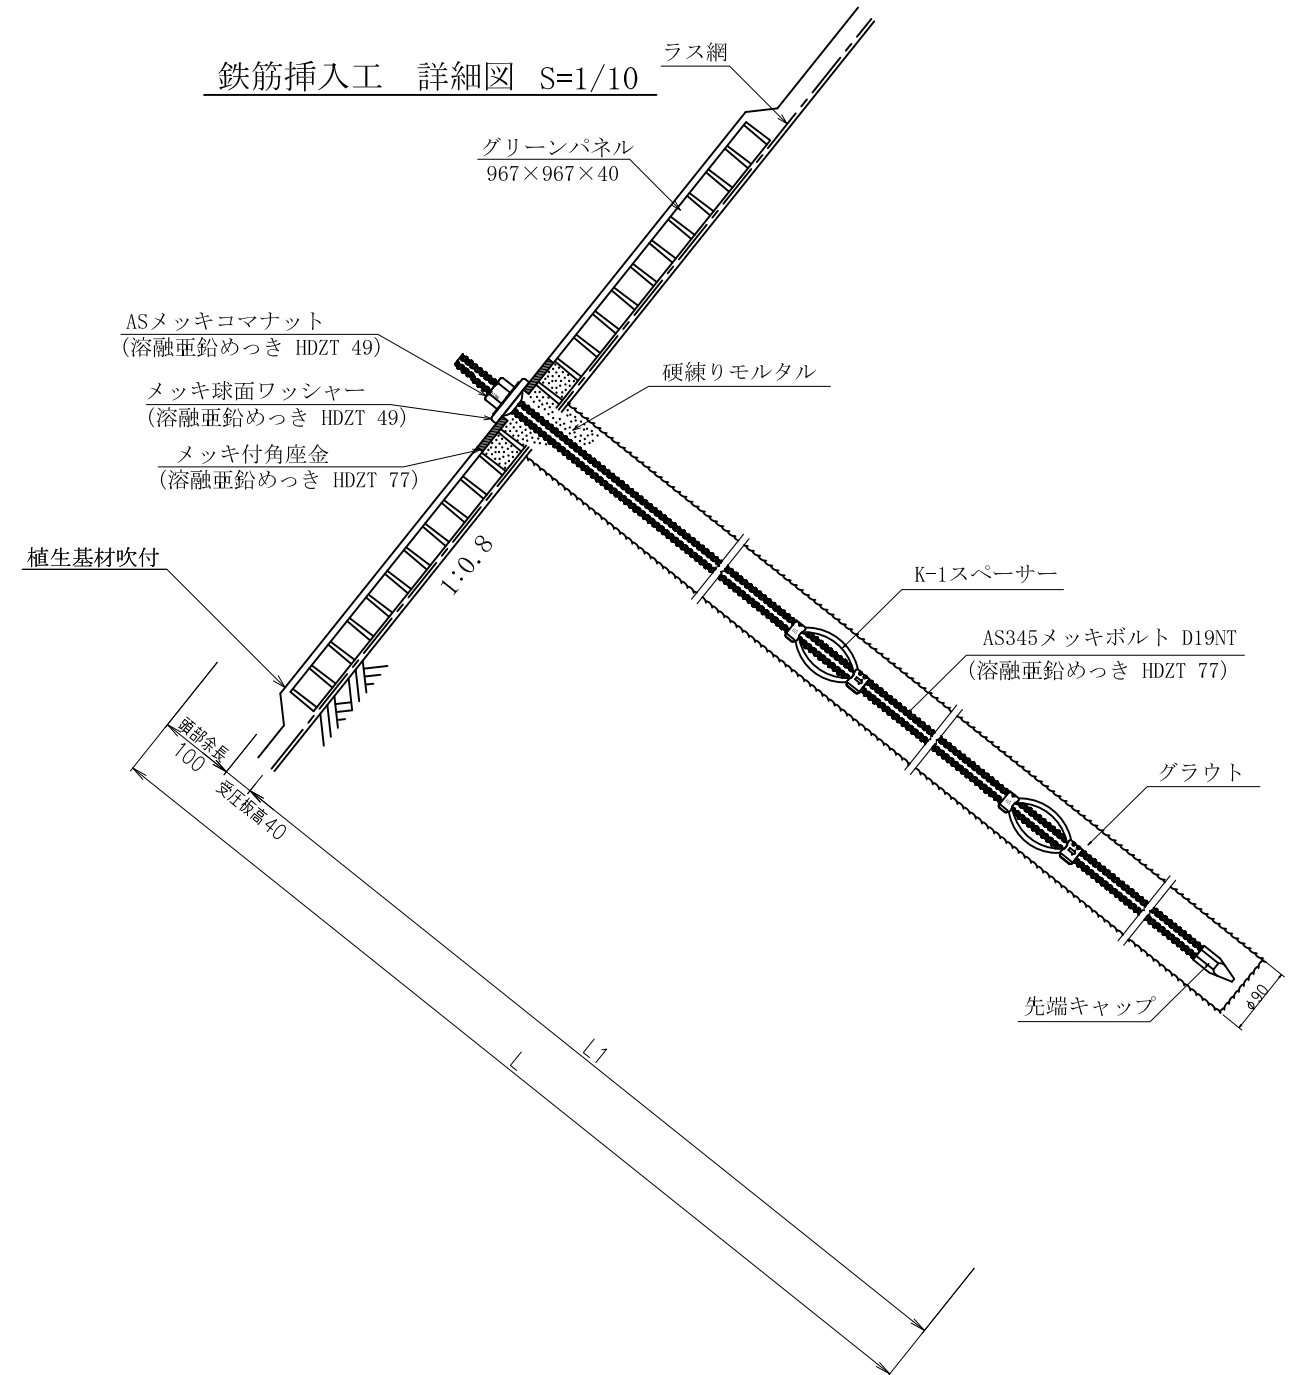 鉄筋挿入工　詳細図 S=1/10
ラス網
グリーンパネル
967×967×40
ASメッキコマナット
(溶融亜鉛めっき HDZT 49)
メッキ球面ワッシャー
(溶融亜鉛めっき HDZT 49)
メッキ付角座金
(溶融亜鉛めっき HDZT 77)
硬練りモルタル
植生基材吹付
1:0.8
K-1スペーサー
AS345メッキボルト D19NT
(溶融亜鉛めっき HDZT 77)
頭部余長
100
受圧板高40
グラウト
先端キャップ
φ90
L1
L